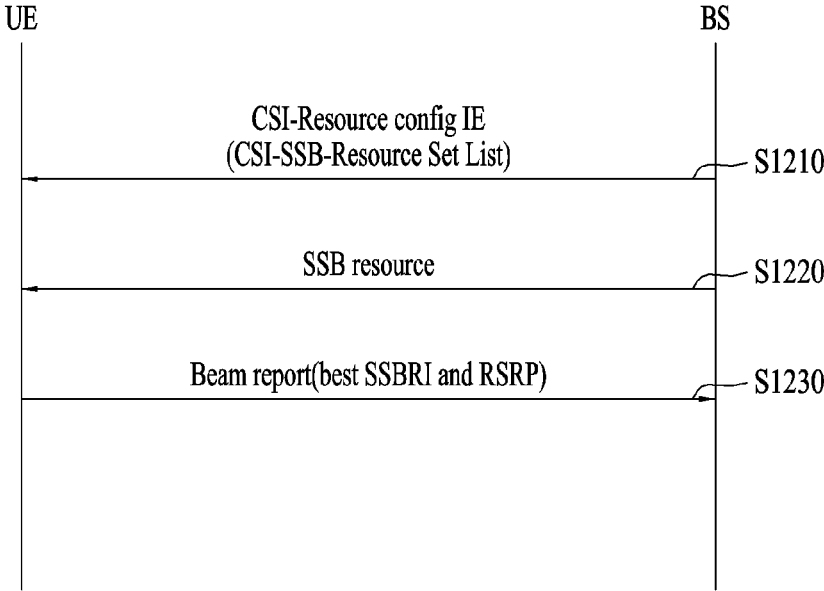 UE
BS
CSI-Resource config IE
(CSI-SSB-Resource Set List)
S1210
SSB resource
S1220
Beam report(best SSBRI and RSRP)
S1230